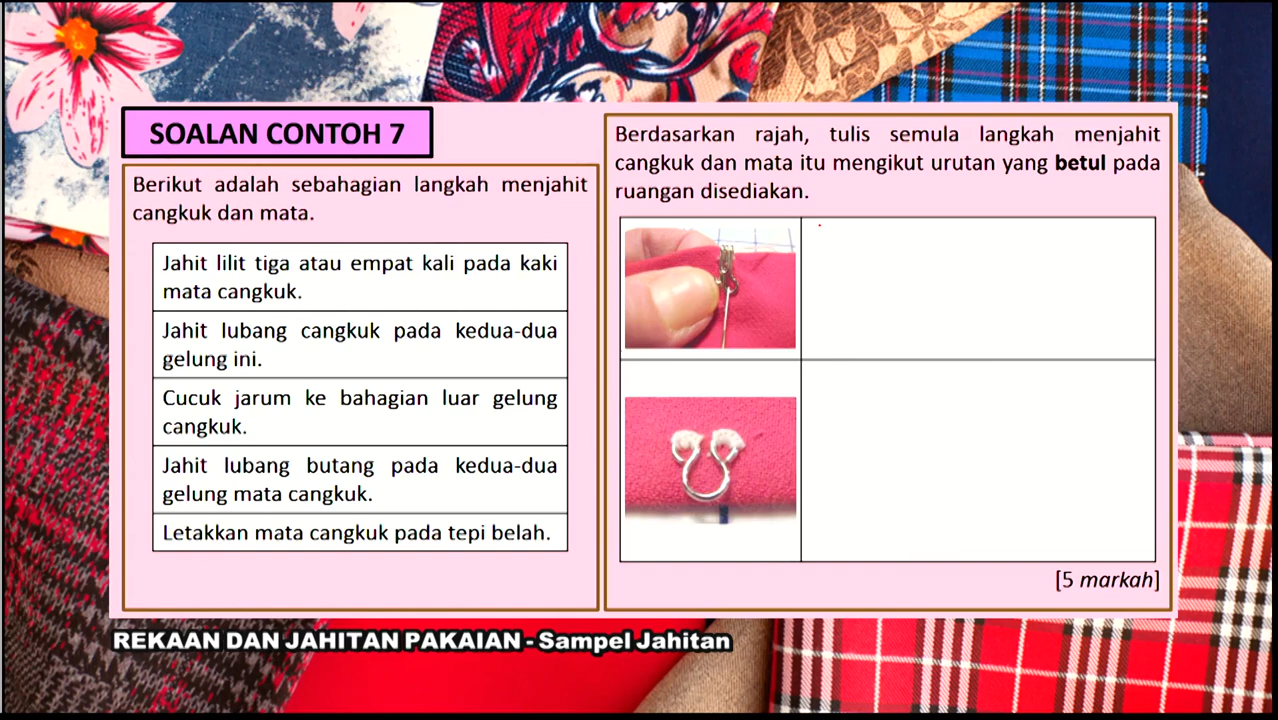 SOALAN CONTOH 7
Berikut adalah sebahagian langkah menjahit
cangkuk dan mata.
Jahit lilit tiga atau empat kali pada kaki
mata cangkuk.
Jahit lubang cangkuk pada kedua-dua
gelung ini.
Cucuk jarum ke bahagian luar gelung
cangkuk.
Jahit lubang butang pada kedua-dua
gelung mata cangkuk.
Letakkan mata cangkuk pada tepi belah.
Berdasarkan rajah, tulis semula langkah menjahit
cangkuk dan mata itu mengikut urutan yang betul pada
ruangan disediakan.
[5 markah]
REKAAN DAN JAHITAN PAKAIAN - Sampel Jahitan